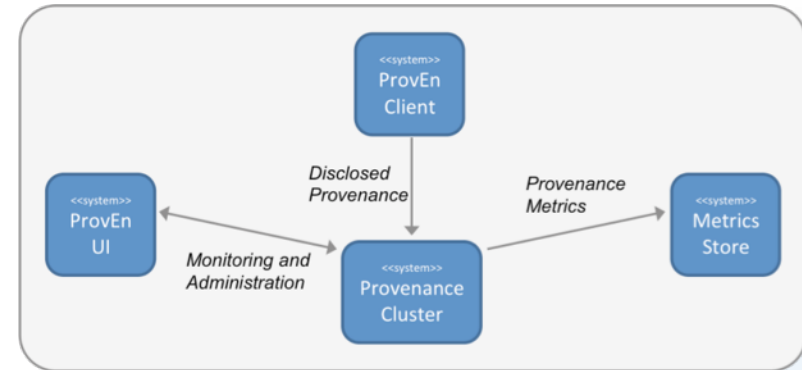 <<system>>
ProvEn
Client
Disclosed
Provenance
Provenance
Metrics
<<system>>
ProvEn
UI
<<system>>
Metrics
Store
Monitoring and
Administration
<<system>>
Provenance
Cluster